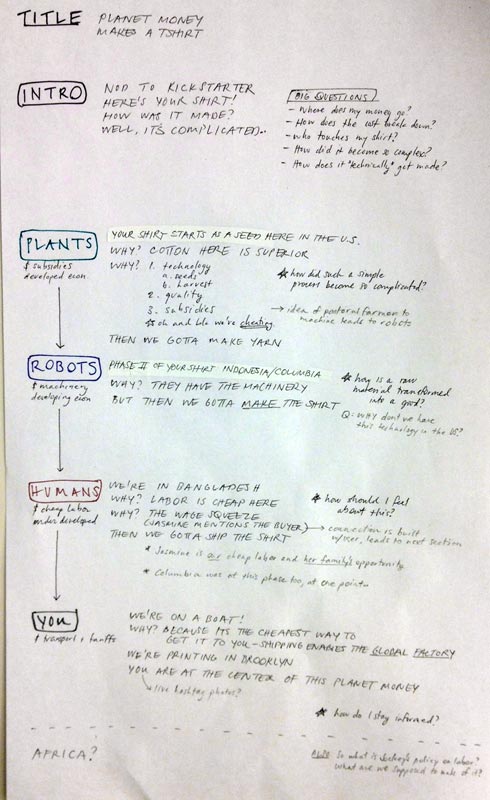 TITLE
PLANET MONEY
MAKES A TSHIRT
INTRO
NOD TO KICKSTARTER
HERE'S YOUR SHIRT!
HOW WAS IT MADE?
WELL, IT'S COMPLICATED..
BIG QUESTIONS
- Where does my money go?
- How does the cost break down?
- who touches my shirt?
- How did it become so complex?
- How does it "technically" get made?
PLANTS
$ subsidies
developed econ
YOUR SHIRT STARTS AS A SEED HERE IN THE U.S.
WHY? COTTON HERE IS SUPERIOR
WHY? 1. technology
a. seeds
b. harvest
2. quality
3. subsidies
* oh and btw we're cheating
THEN WE GOTTA MAKE YARN
* how did such a simple
process become so complicated?
→ idea of pastoral farmer to
machine leads to robots
ROBOTS
$ machinery
developing econ
PHASE II OF YOUR SHIRT INDONESIA/COLUMBIA
WHY? THEY HAVE THE MACHINERY
BUT THEN WE GOTTA MAKE THE SHIRT
* how is a raw
material transformed
into a good?
Q: WHY don't we have
this technology in the US?
HUMANS
$ cheap labor
under developed
WE'RE IN BANGLADESH
WHY? LABOR IS CHEAP HERE
WHY? THE WAGE SQUEEZE
(JASMINE MENTIONS THE BUYER) → connection is built
w/user, leads to next section
THEN WE GOTTA SHIP THE SHIRT
* how should I feel
about this?
* Jasmine is our cheap labor and her family's opportunity
* Columbia was at this phase too, at one point
YOU
$ transport + tariffs
WE'RE ON A BOAT!
WHY? BECAUSE ITS THE CHEAPEST WAY TO
GET IT TO YOU - SHIPPING ENABLES THE GLOBAL FACTORY
WE'RE PRINTING IN BROOKLYN
YOU ARE AT THE CENTER OF THIS PLANET MONEY
→ live hashtag photos?
* how do I stay informed?
AFRICA?
ALSO: So what is Jockey's policy on labor?
What are we supposed to make of it?